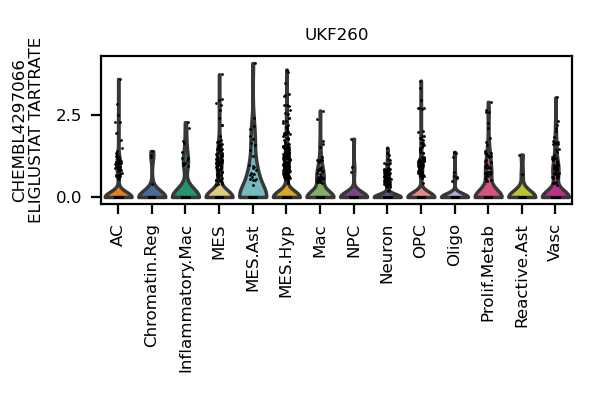 UKF260
CHEMBL4297066
ELIGLUSTAT TARTRATE
2.5
0.0
AC
Chromatin.Reg
Inflammatory.Mac
MES
MES.Ast
MES.Hyp
Mac
NPC
Neuron
OPC
Oligo
Prolif.Metab
Reactive.Ast
Vasc